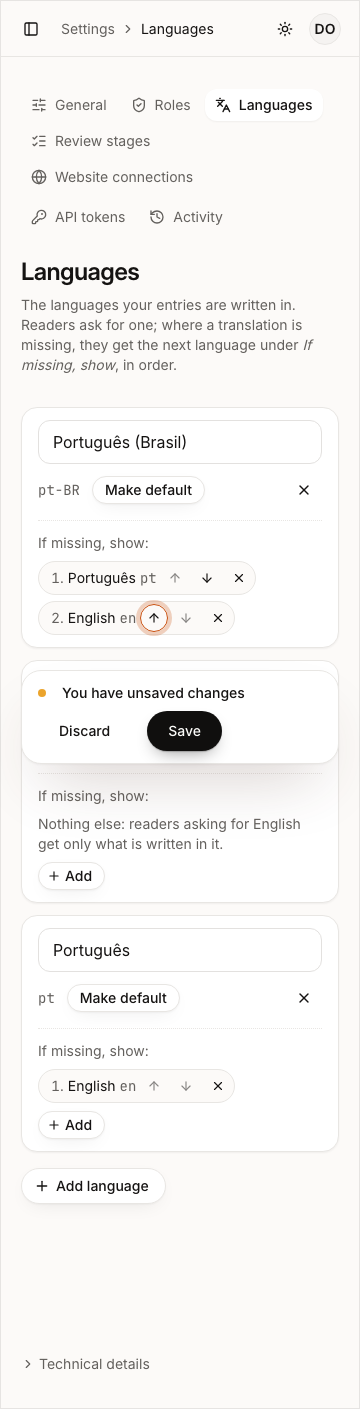 Settings > Languages
DO
General
Roles
Languages
Review stages
Website connections
API tokens
Activity
Languages
The languages your entries are written in.
Readers ask for one; where a translation is
missing, they get the next language under If
missing, show, in order.
Português (Brasil)
pt-BR
Make default
If missing, show:
1. Português pt
2. English en
You have unsaved changes
Discard
Save
If missing, show:
Nothing else: readers asking for English
get only what is written in it.
Add
Português
pt
Make default
If missing, show:
1. English en
Add
Add language
Technical details